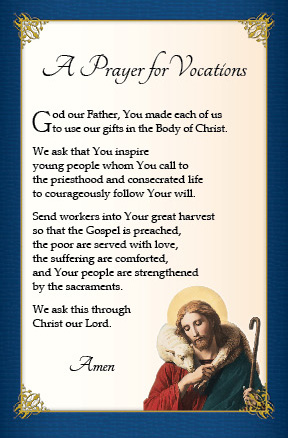 A Prayer for Vocations
God our Father, You made each of us
to use our gifts in the Body of Christ.
We ask that You inspire
young people whom You call to
the priesthood and consecrated life
to courageously follow Your will.
Send workers into Your great harvest
so that the Gospel is preached,
the poor are served with love,
the suffering are comforted,
and Your people are strengthened
by the sacraments.
We ask this through
Christ our Lord.
Amen